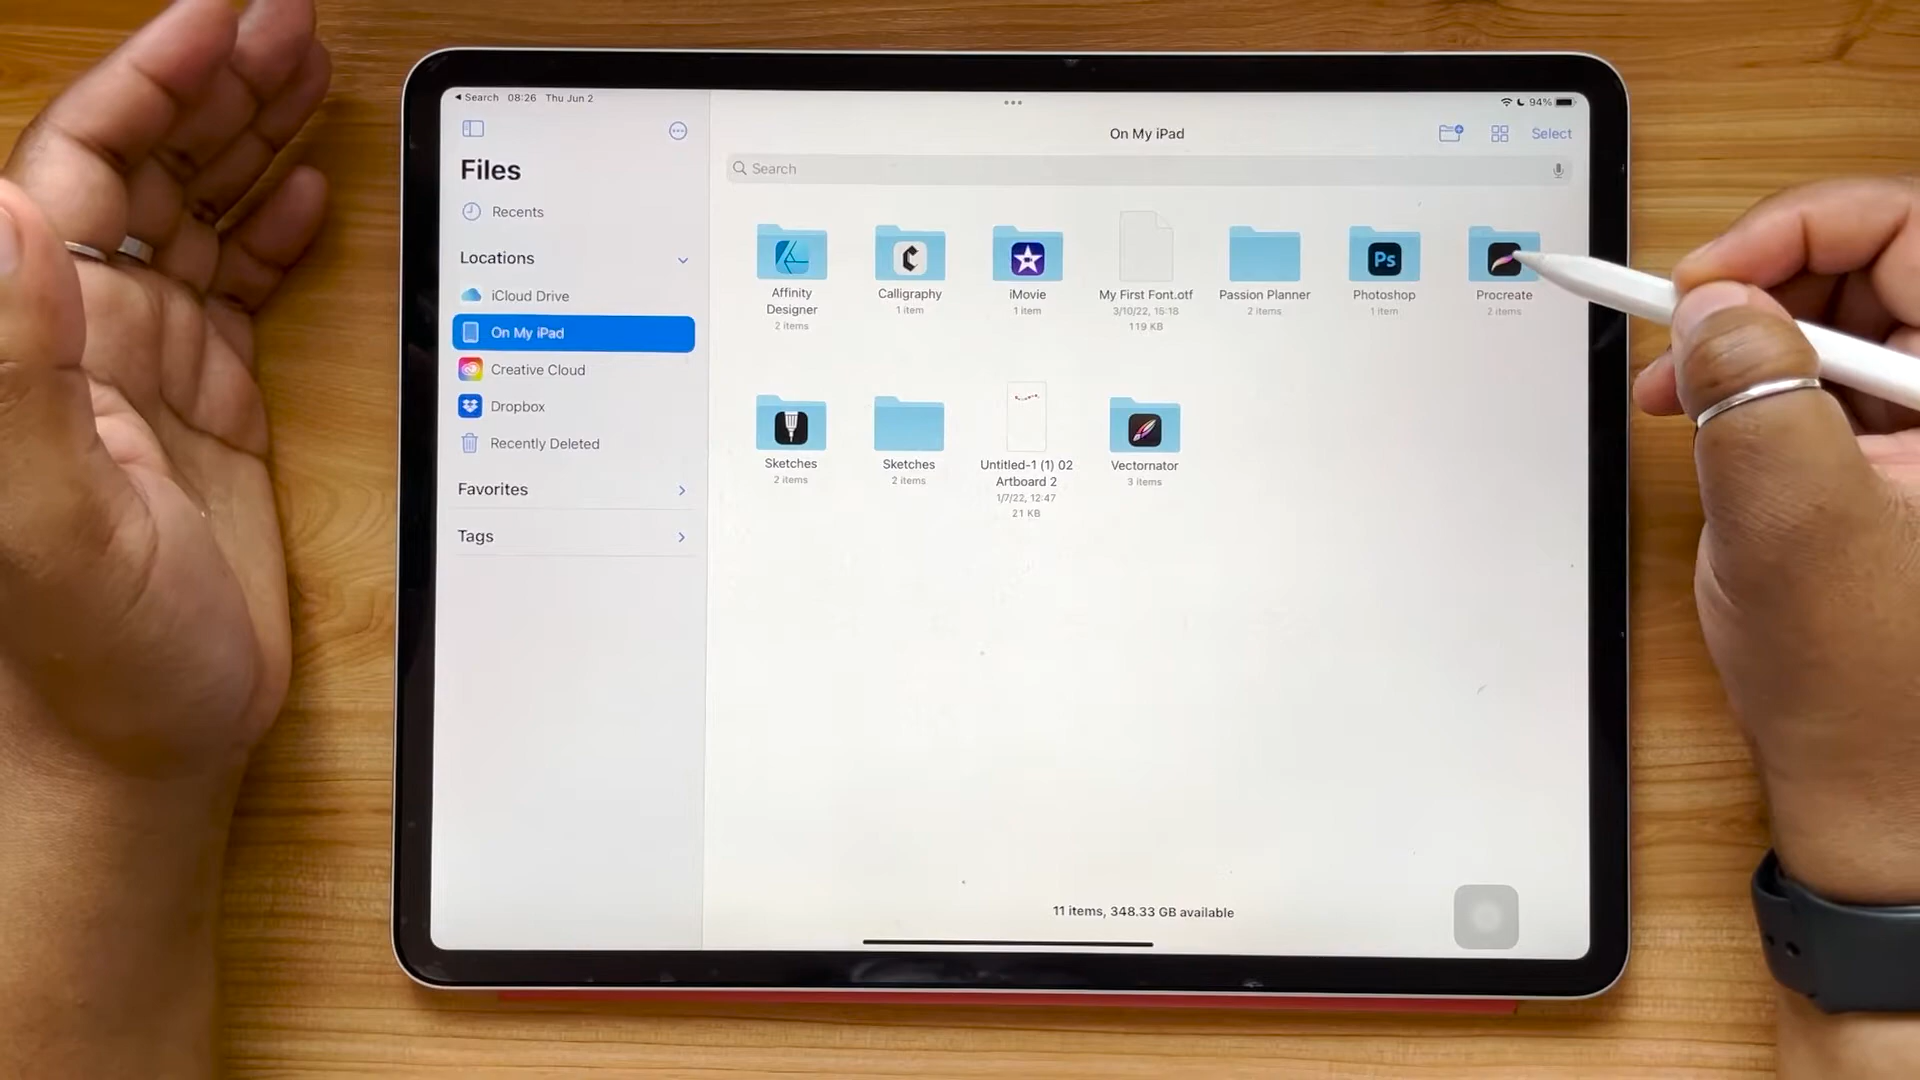 Search 08:26 Thu Jun 2
94%
Files
Recents
Locations
iCloud Drive
On My iPad
Creative Cloud
Dropbox
Recently Deleted
Favorites
Tags
On My iPad
Select
Search
Affinity
Designer
2 items
Calligraphy
1 item
iMovie
1 item
My First Font.otf
3/10/22, 15:18
119 KB
Passion Planner
2 items
Ps
Photoshop
1 item
Procreate
2 items
Sketches
2 items
Sketches
2 items
Untitled-1 (1) 02
Artboard 2
1/7/22, 12:47
21 KB
Vectornator
3 items
11 items, 348.33 GB available